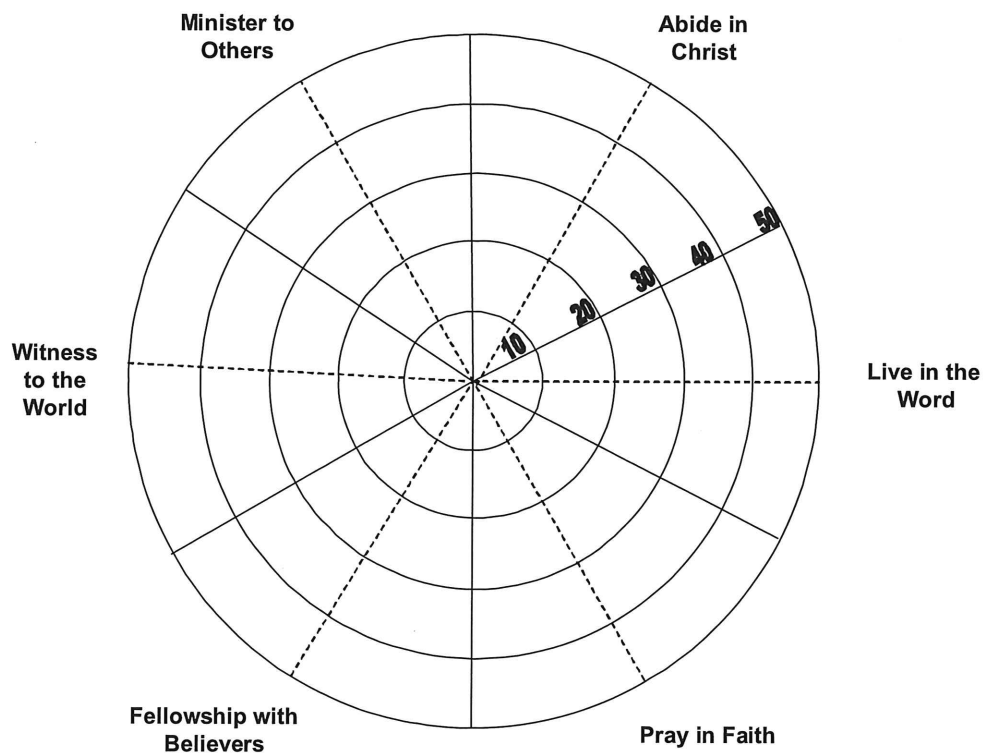 Minister to
Others
Abide in
Christ
50
40
30
20
10
Witness
to the
World
Live in the
Word
Fellowship with
Believers
Pray in Faith